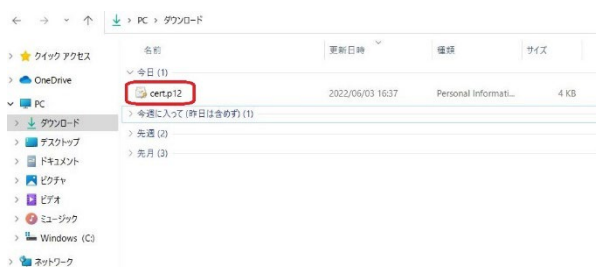 PC > ダウンロード
名前 更新日時 種類 サイズ
クイック アクセス
OneDrive
PC
ダウンロード
デスクトップ
ドキュメント
ピクチャ
ビデオ
ミュージック
Windows (C:)
ネットワーク
今日 (1)
cert.p12 2022/06/03 16:37 Personal Informati... 4 KB
今週に入って (昨日は含めず) (1)
先週 (2)
先月 (3)